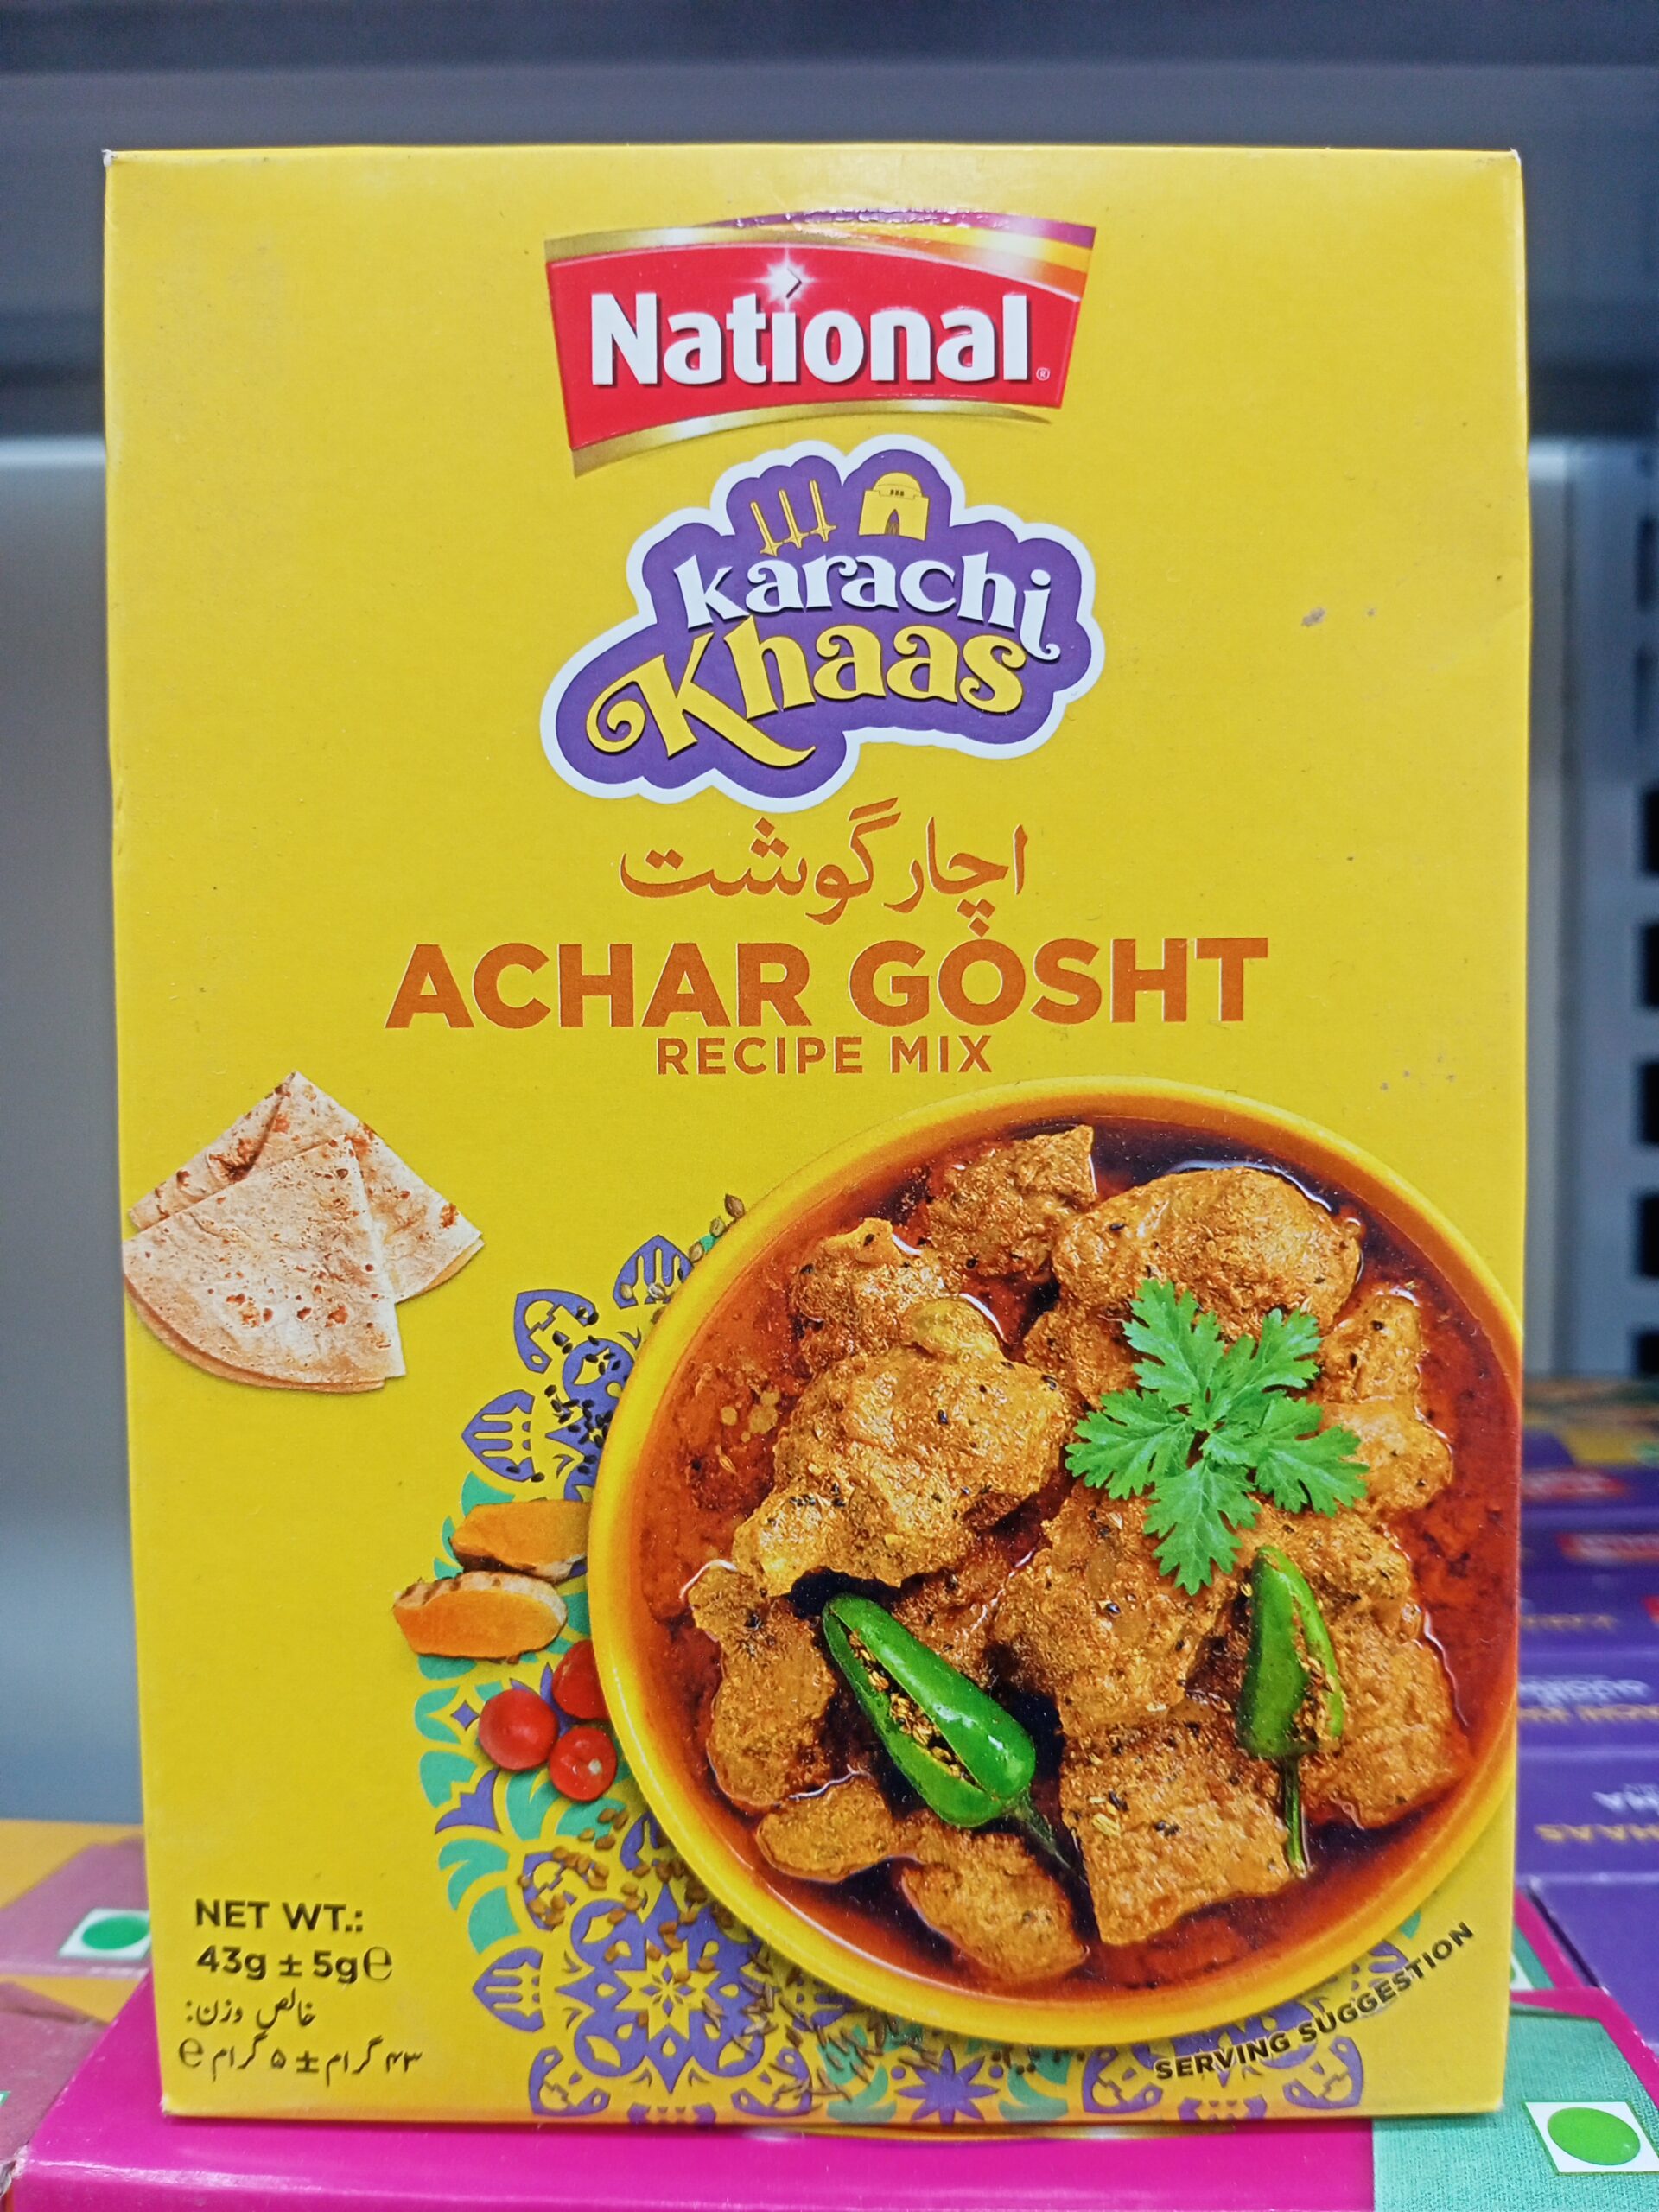 National®
Karachi
Khaas
اچار گوشت
ACHAR GOSHT
RECIPE MIX
NET WT.:
43g ± 5g℮
خالص وزن:
۴۳ گرام ± ۵ گرام ℮
SERVING SUGGESTION